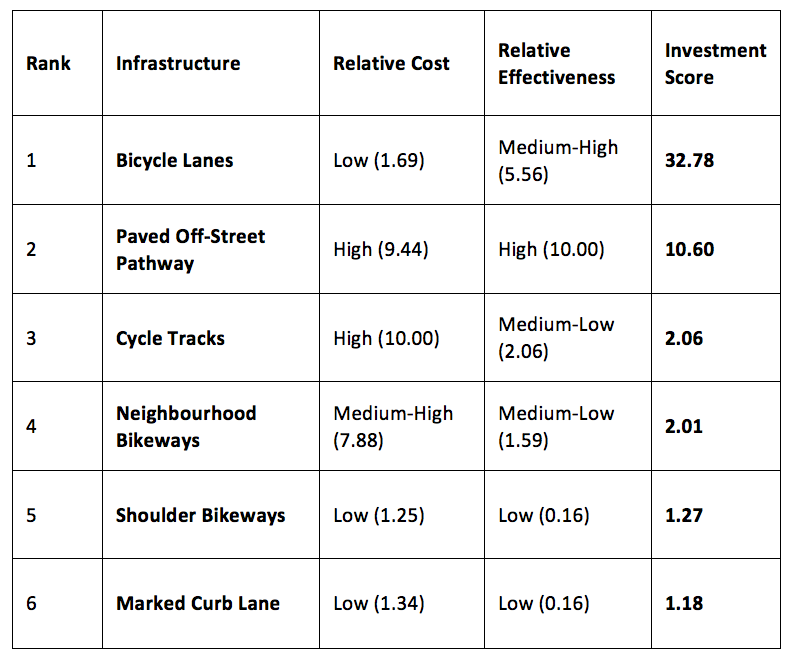 Rank Infrastructure Relative Cost Relative Effectiveness Investment Score
1 Bicycle Lanes Low (1.69) Medium-High (5.56) 32.78
2 Paved Off-Street Pathway High (9.44) High (10.00) 10.60
3 Cycle Tracks High (10.00) Medium-Low (2.06) 2.06
4 Neighbourhood Bikeways Medium-High (7.88) Medium-Low (1.59) 2.01
5 Shoulder Bikeways Low (1.25) Low (0.16) 1.27
6 Marked Curb Lane Low (1.34) Low (0.16) 1.18